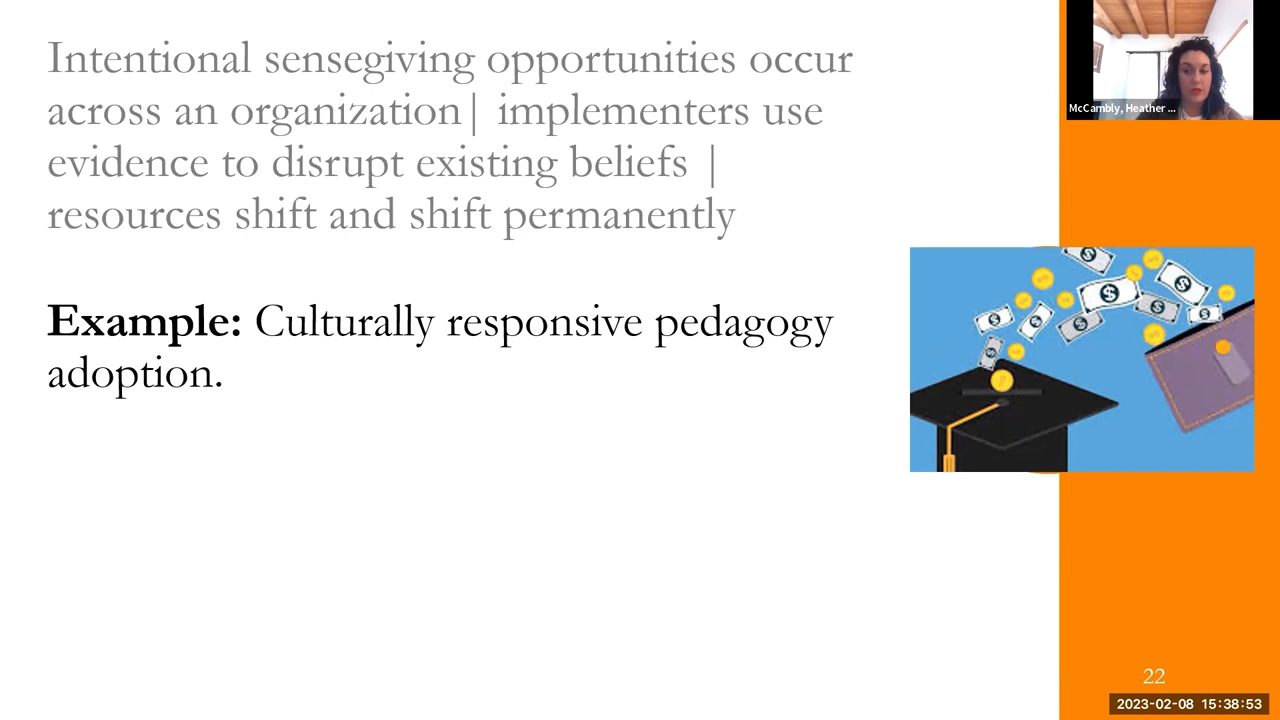 Intentional sensegiving opportunities occur
across an organization| implementers use
evidence to disrupt existing beliefs |
resources shift and shift permanently
Example: Culturally responsive pedagogy
adoption.
McCambly, Heather ...
22
2023-02-08 15:38:53